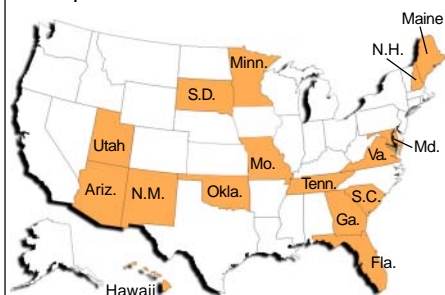 Maine
N.H.
Minn.
S.D.
Md.
Utah
Va.
Mo.
Ariz.
N.M.
Okla.
Tenn.
S.C.
Ga.
Fla.
Hawaii